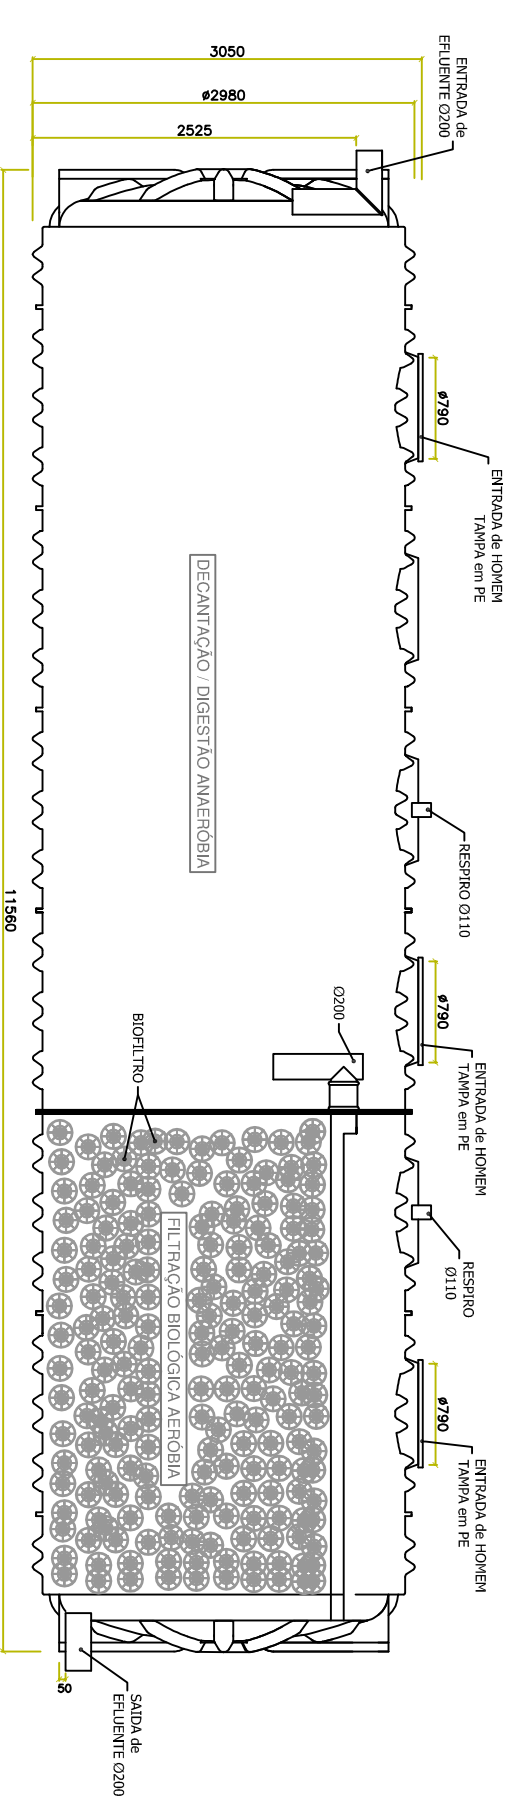 3050
ø2980
2525
ENTRADA de
EFLUENTE Ø200
ø790
ENTRADA de HOMEM
TAMPA em PE
RESPIRO Ø110
ø790
ENTRADA de HOMEM
TAMPA em PE
RESPIRO
Ø110
ø790
ENTRADA de HOMEM
TAMPA em PE
DECANTAÇÃO / DIGESTÃO ANAERÓBIA
Ø200
BIOFILTRO
FILTRAÇÃO BIOLÓGICA AERÓBIA
11560
50
SAIDA de
EFLUENTE Ø200